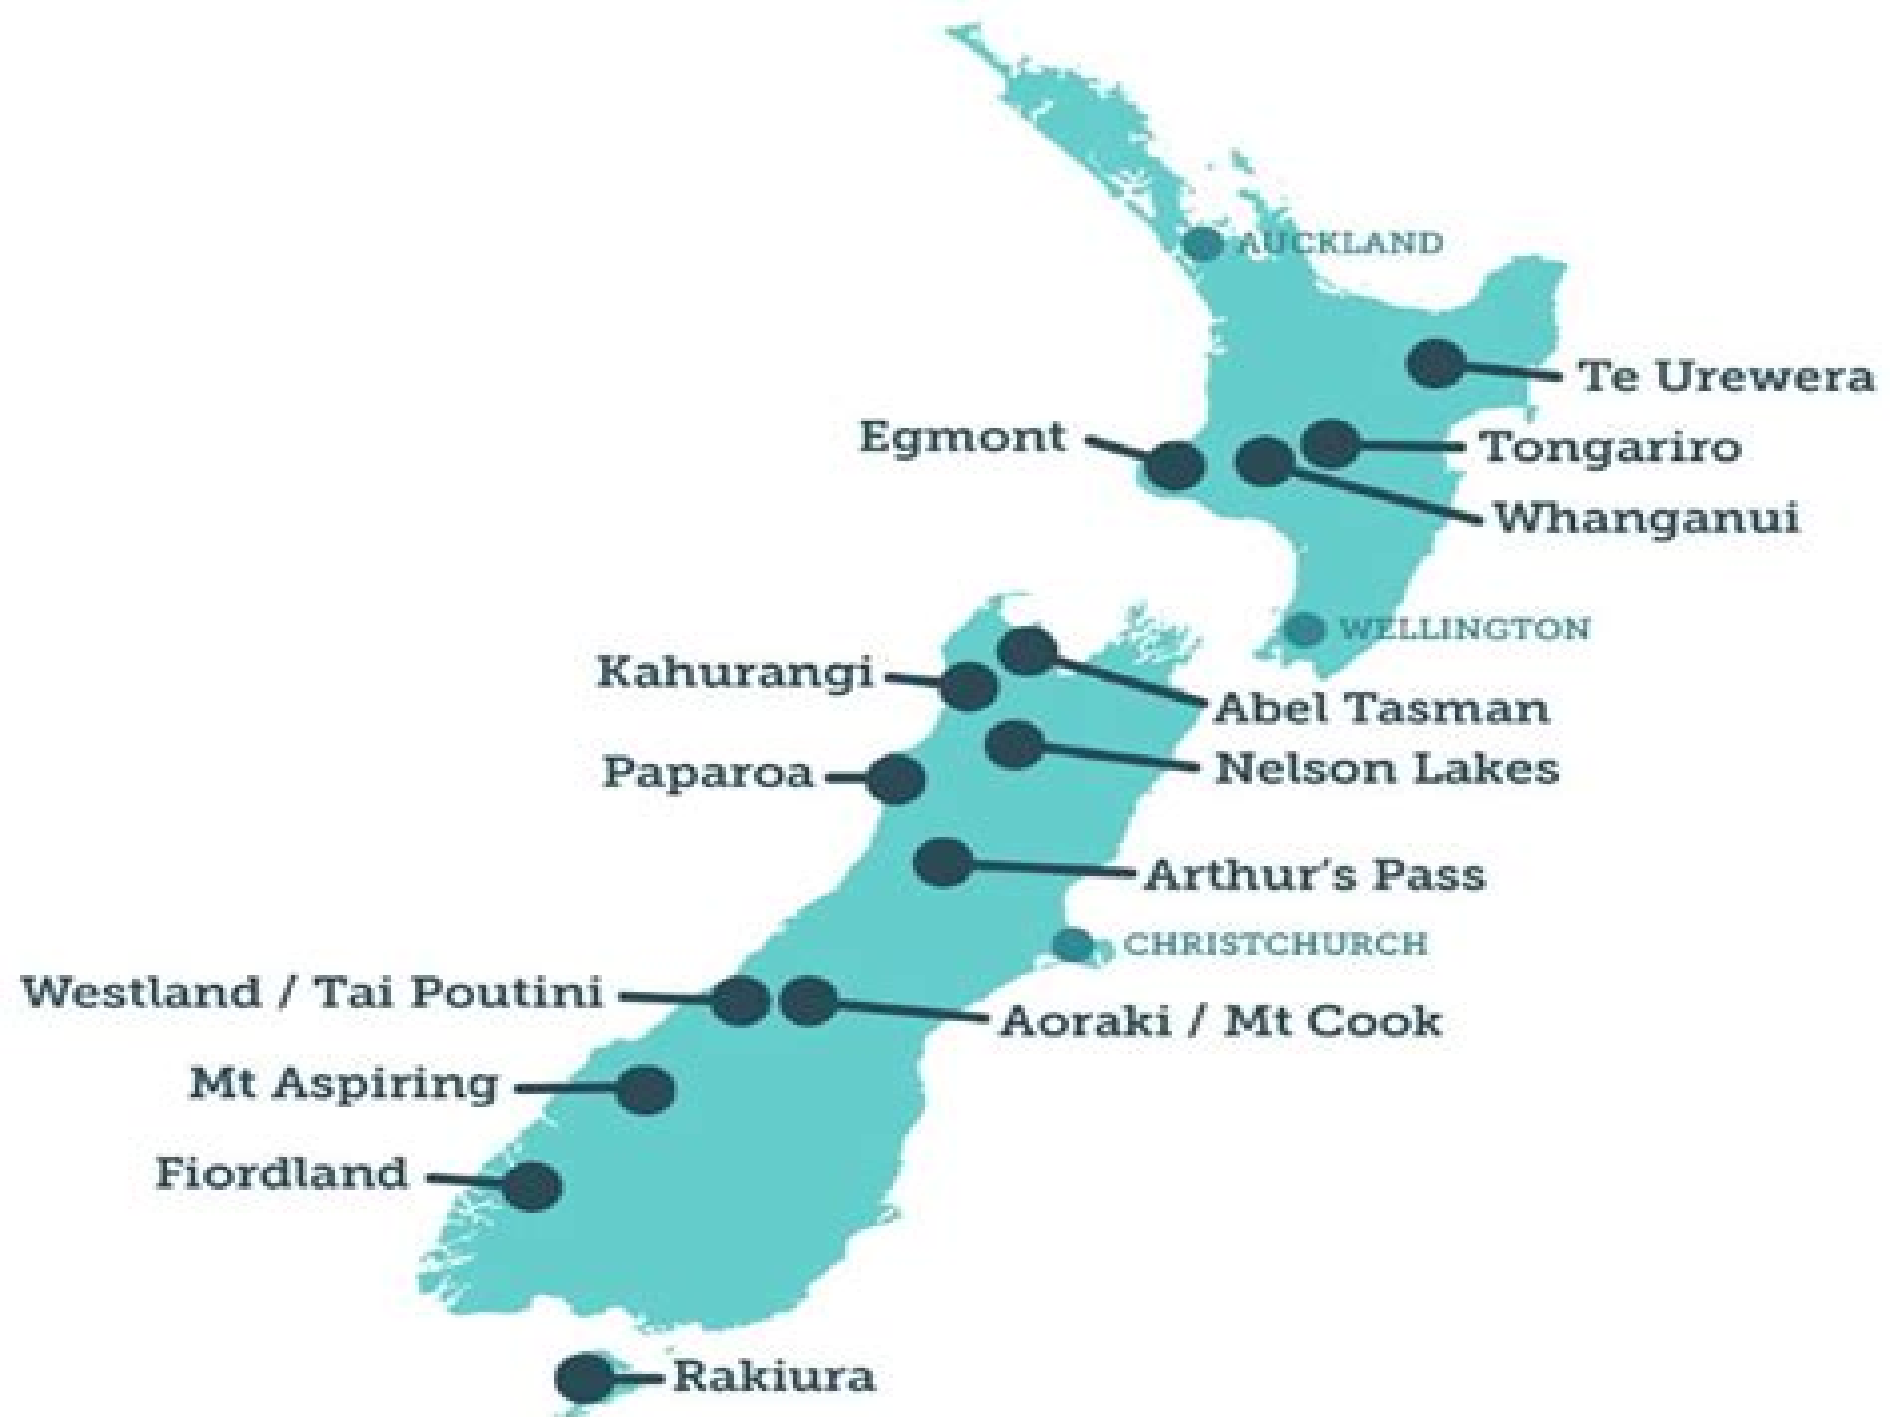 AUCKLAND
Te Urewera
Egmont
Tongariro
Whanganui
WELLINGTON
Kahurangi
Abel Tasman
Nelson Lakes
Paparoa
Arthur's Pass
CHRISTCHURCH
Westland / Tai Poutini
Aoraki / Mt Cook
Mt Aspiring
Fiordland
Rakiura